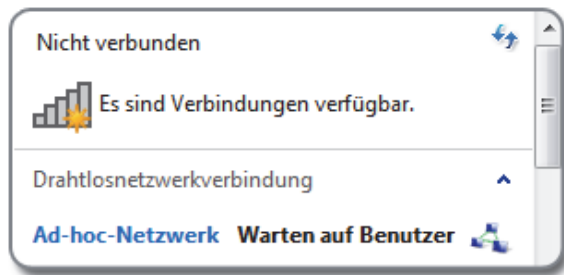 Nicht verbunden
Es sind Verbindungen verfügbar.
Drahtlosnetzwerkverbindung
Ad-hoc-Netzwerk Warten auf Benutzer